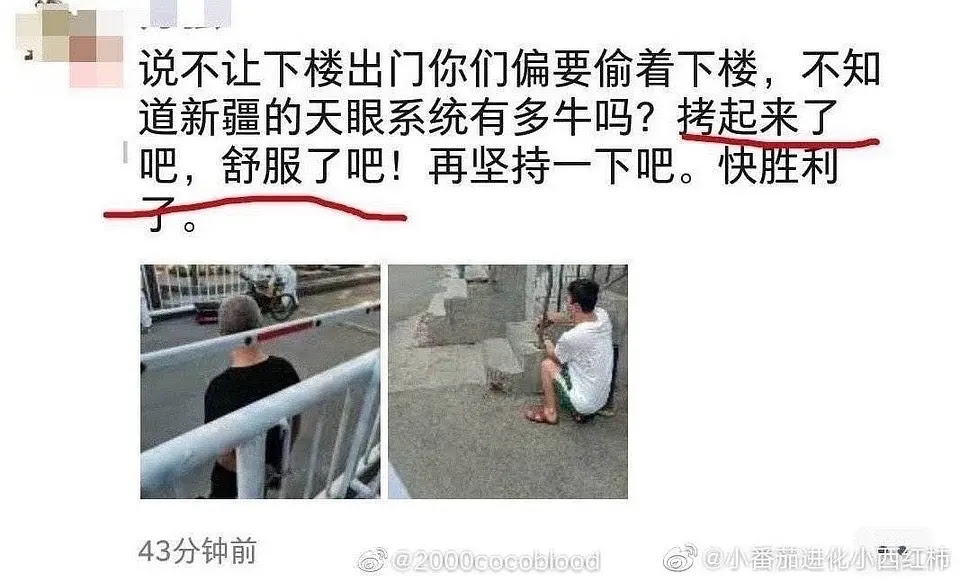 说不让下楼出门你们偏要偷着下楼，不知
道新疆的天眼系统有多牛吗？拷起来了
吧，舒服了吧！再坚持一下吧。快胜利
了。
43分钟前
@2000cocoblood
@小番茄进化小西红柿